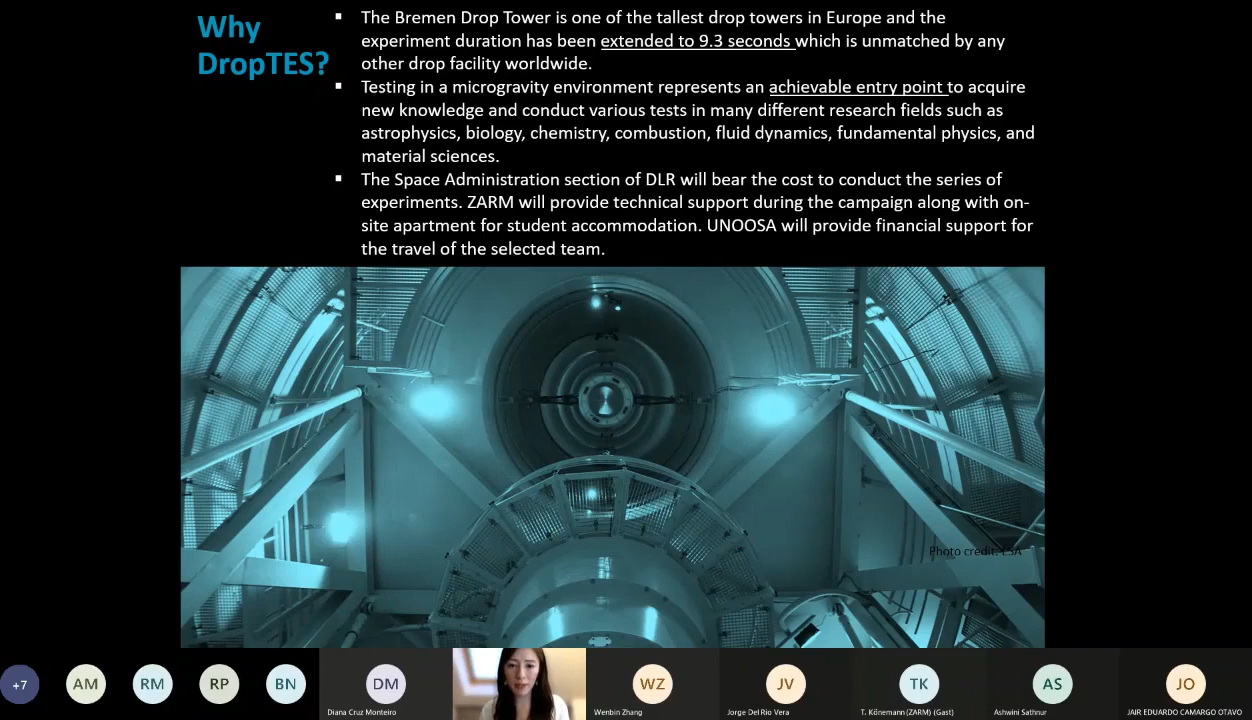 Why
DropTES?
▪ The Bremen Drop Tower is one of the tallest drop towers in Europe and the
experiment duration has been extended to 9.3 seconds which is unmatched by any
other drop facility worldwide.
▪ Testing in a microgravity environment represents an achievable entry point to acquire
new knowledge and conduct various tests in many different research fields such as
astrophysics, biology, chemistry, combustion, fluid dynamics, fundamental physics, and
material sciences.
▪ The Space Administration section of DLR will bear the cost to conduct the series of
experiments. ZARM will provide technical support during the campaign along with on-
site apartment for student accommodation. UNOOSA will provide financial support for
the travel of the selected team.
Photo credit: ESA
+7
AM
RM
RP
BN
DM
WZ
JV
TK
AS
JO
Diana Cruz Monteiro
Wenbin Zhang
Jorge Del Rio Vera
T. Könemann (ZARM) (Gast)
Ashwini Sathnur
JAIR EDUARDO CAMARGO OTAVO